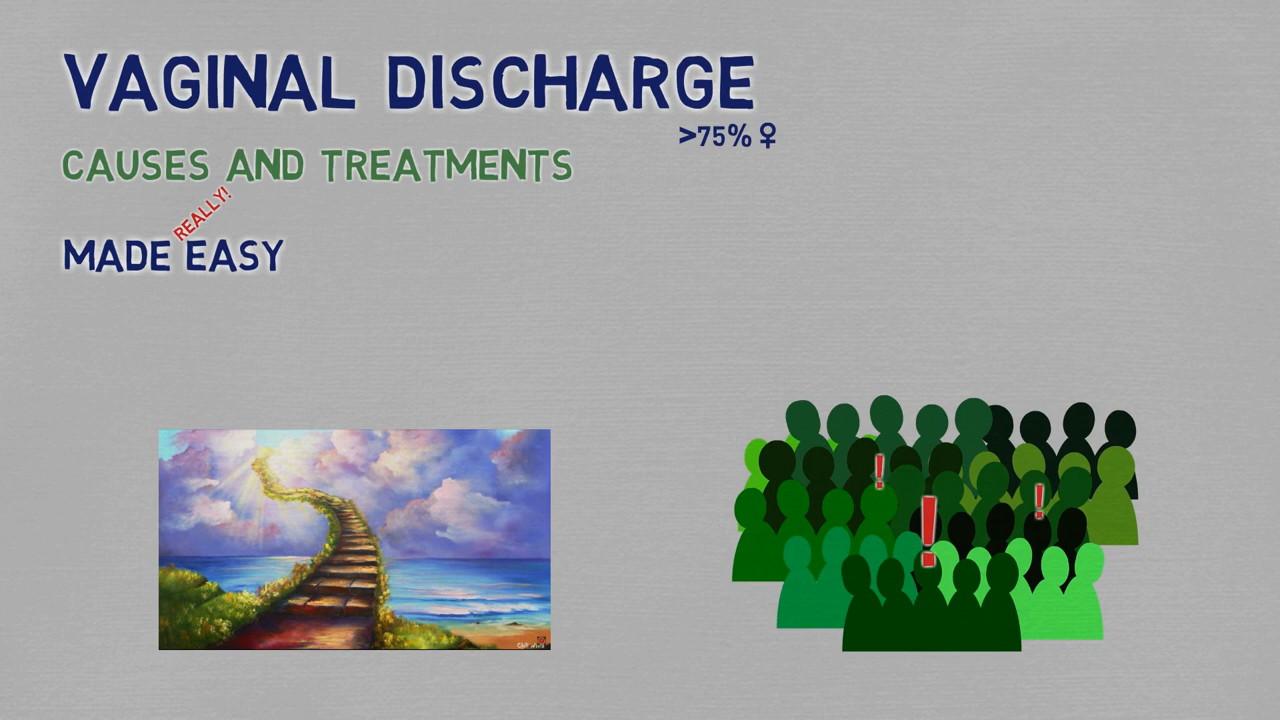 VAGINAL DISCHARGE
>75% ♀
CAUSES AND TREATMENTS
REALLY!
MADE EASY
!
!
!